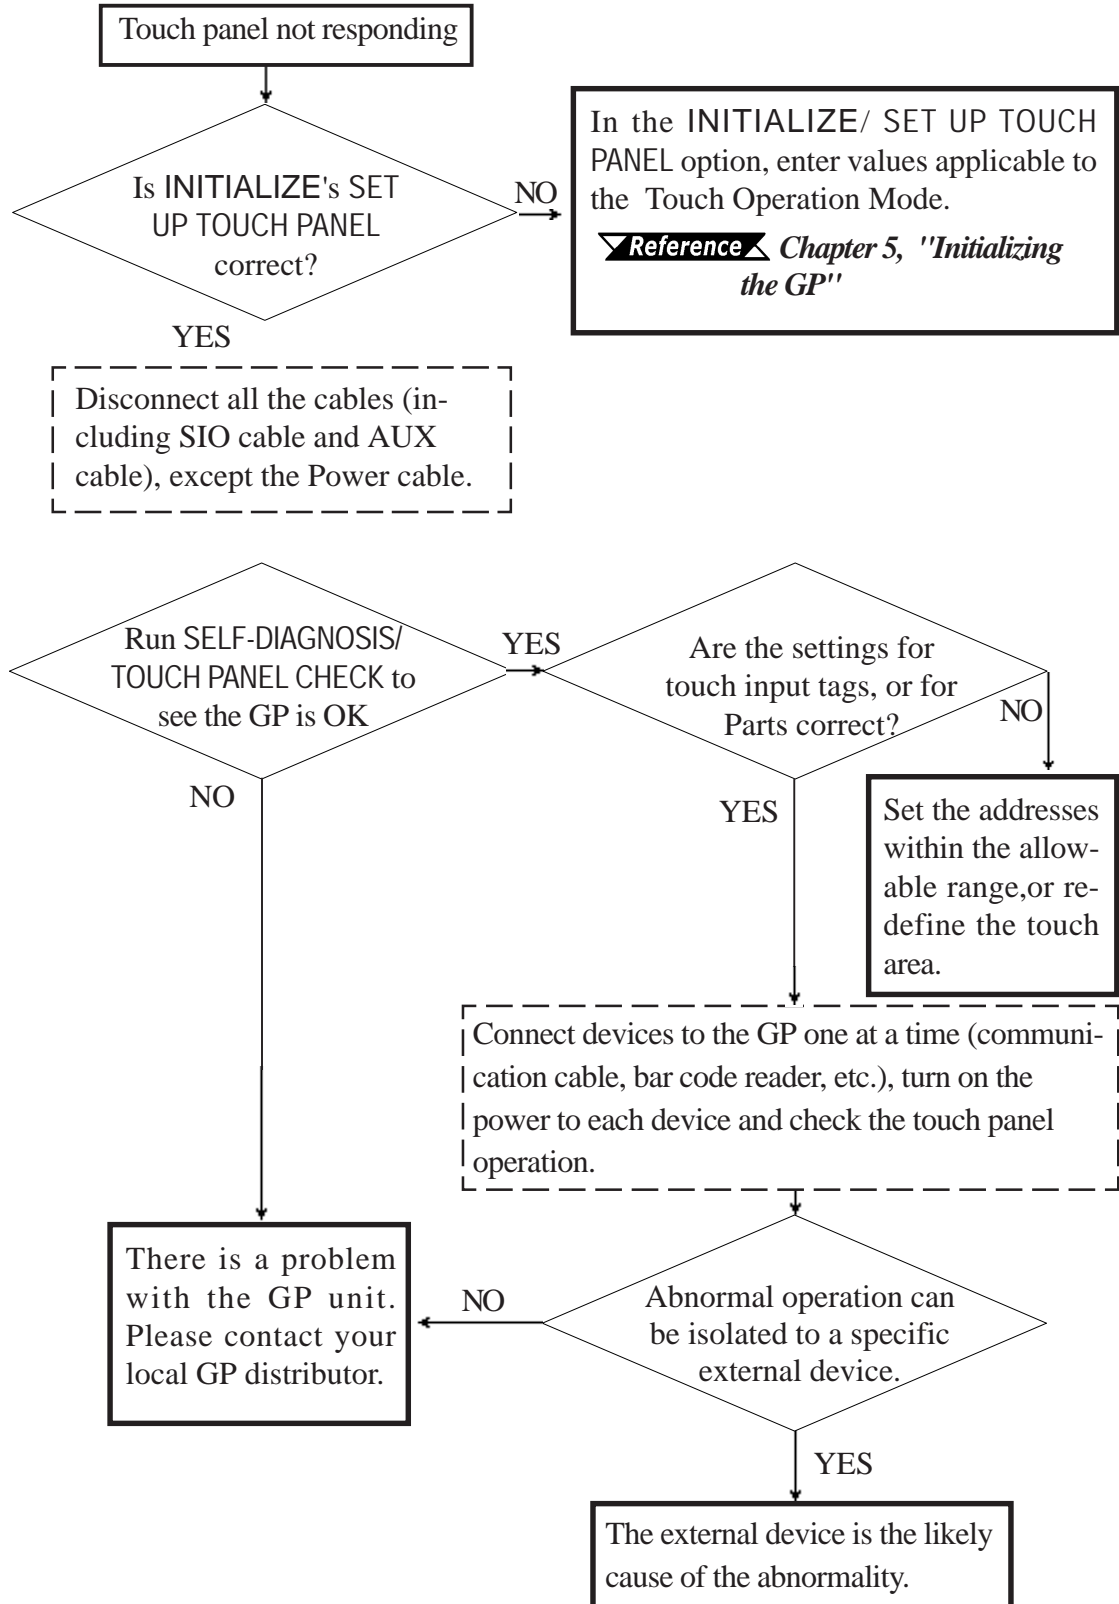 Touch panel not responding
Is INITIALIZE's SET
UP TOUCH PANEL
correct?
NO
In the INITIALIZE/ SET UP TOUCH
PANEL option, enter values applicable to
the Touch Operation Mode.
Reference Chapter 5, "Initializing
the GP"
YES
Disconnect all the cables (in-
cluding SIO cable and AUX
cable), except the Power cable.
Run SELF-DIAGNOSIS/
TOUCH PANEL CHECK to
see the GP is OK
YES
Are the settings for
touch input tags, or for
Parts correct?
NO
NO
YES
Set the addresses
within the allow-
able range,or re-
define the touch
area.
Connect devices to the GP one at a time (communi-
cation cable, bar code reader, etc.), turn on the
power to each device and check the touch panel
operation.
There is a problem
with the GP unit.
Please contact your
local GP distributor.
NO
Abnormal operation can
be isolated to a specific
external device.
YES
The external device is the likely
cause of the abnormality.